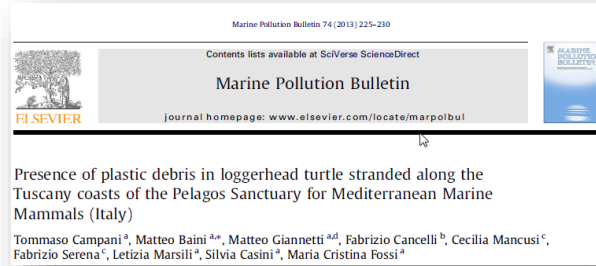 Marine Pollution Bulletin 74 (2013) 225–230
Contents lists available at SciVerse ScienceDirect
Marine Pollution Bulletin
journal homepage: www.elsevier.com/locate/marpolbul
ELSEVIER
MARINE
POLLUTION
BULLETIN
Presence of plastic debris in loggerhead turtle stranded along the
Tuscany coasts of the Pelagos Sanctuary for Mediterranean Marine
Mammals (Italy)
Tommaso Campani a, Matteo Baini a,*, Matteo Giannetti a,d, Fabrizio Cancelli b, Cecilia Mancusi c,
Fabrizio Serena c, Letizia Marsili a, Silvia Casini a, Maria Cristina Fossi a